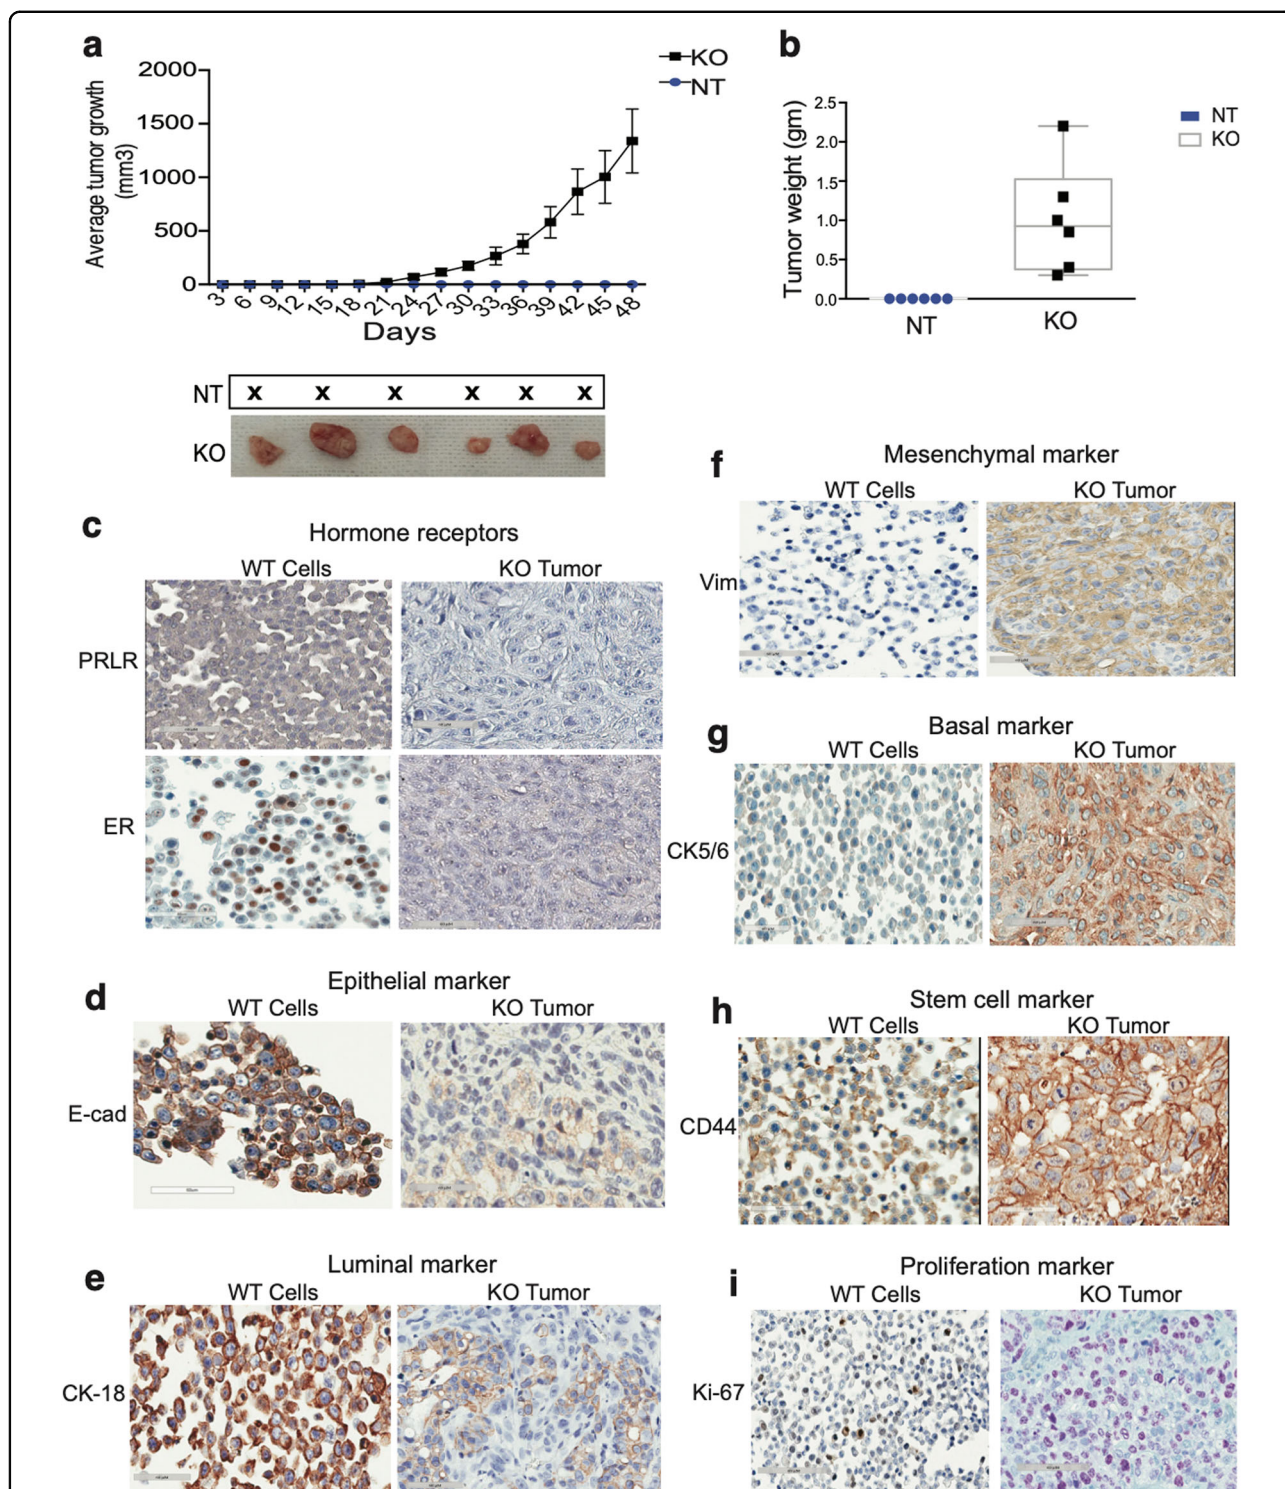 a
KO
NT
2000
1500
1000
500
0
Average tumor growth
(mm3)
3 6 9 12 15 18 21 24 27 30 33 36 39 42 45 48
Days
NT x x x x x x
KO
b
NT
KO
2.5
2.0
1.5
1.0
0.5
0.0
Tumor weight (gm)
NT KO
c
Hormone receptors
WT Cells KO Tumor
PRLR
ER
d
Epithelial marker
WT Cells KO Tumor
E-cad
e
Luminal marker
WT Cells KO Tumor
CK-18
f
Mesenchymal marker
WT Cells KO Tumor
Vim
g
Basal marker
WT Cells KO Tumor
CK5/6
h
Stem cell marker
WT Cells KO Tumor
CD44
i
Proliferation marker
WT Cells KO Tumor
Ki-67